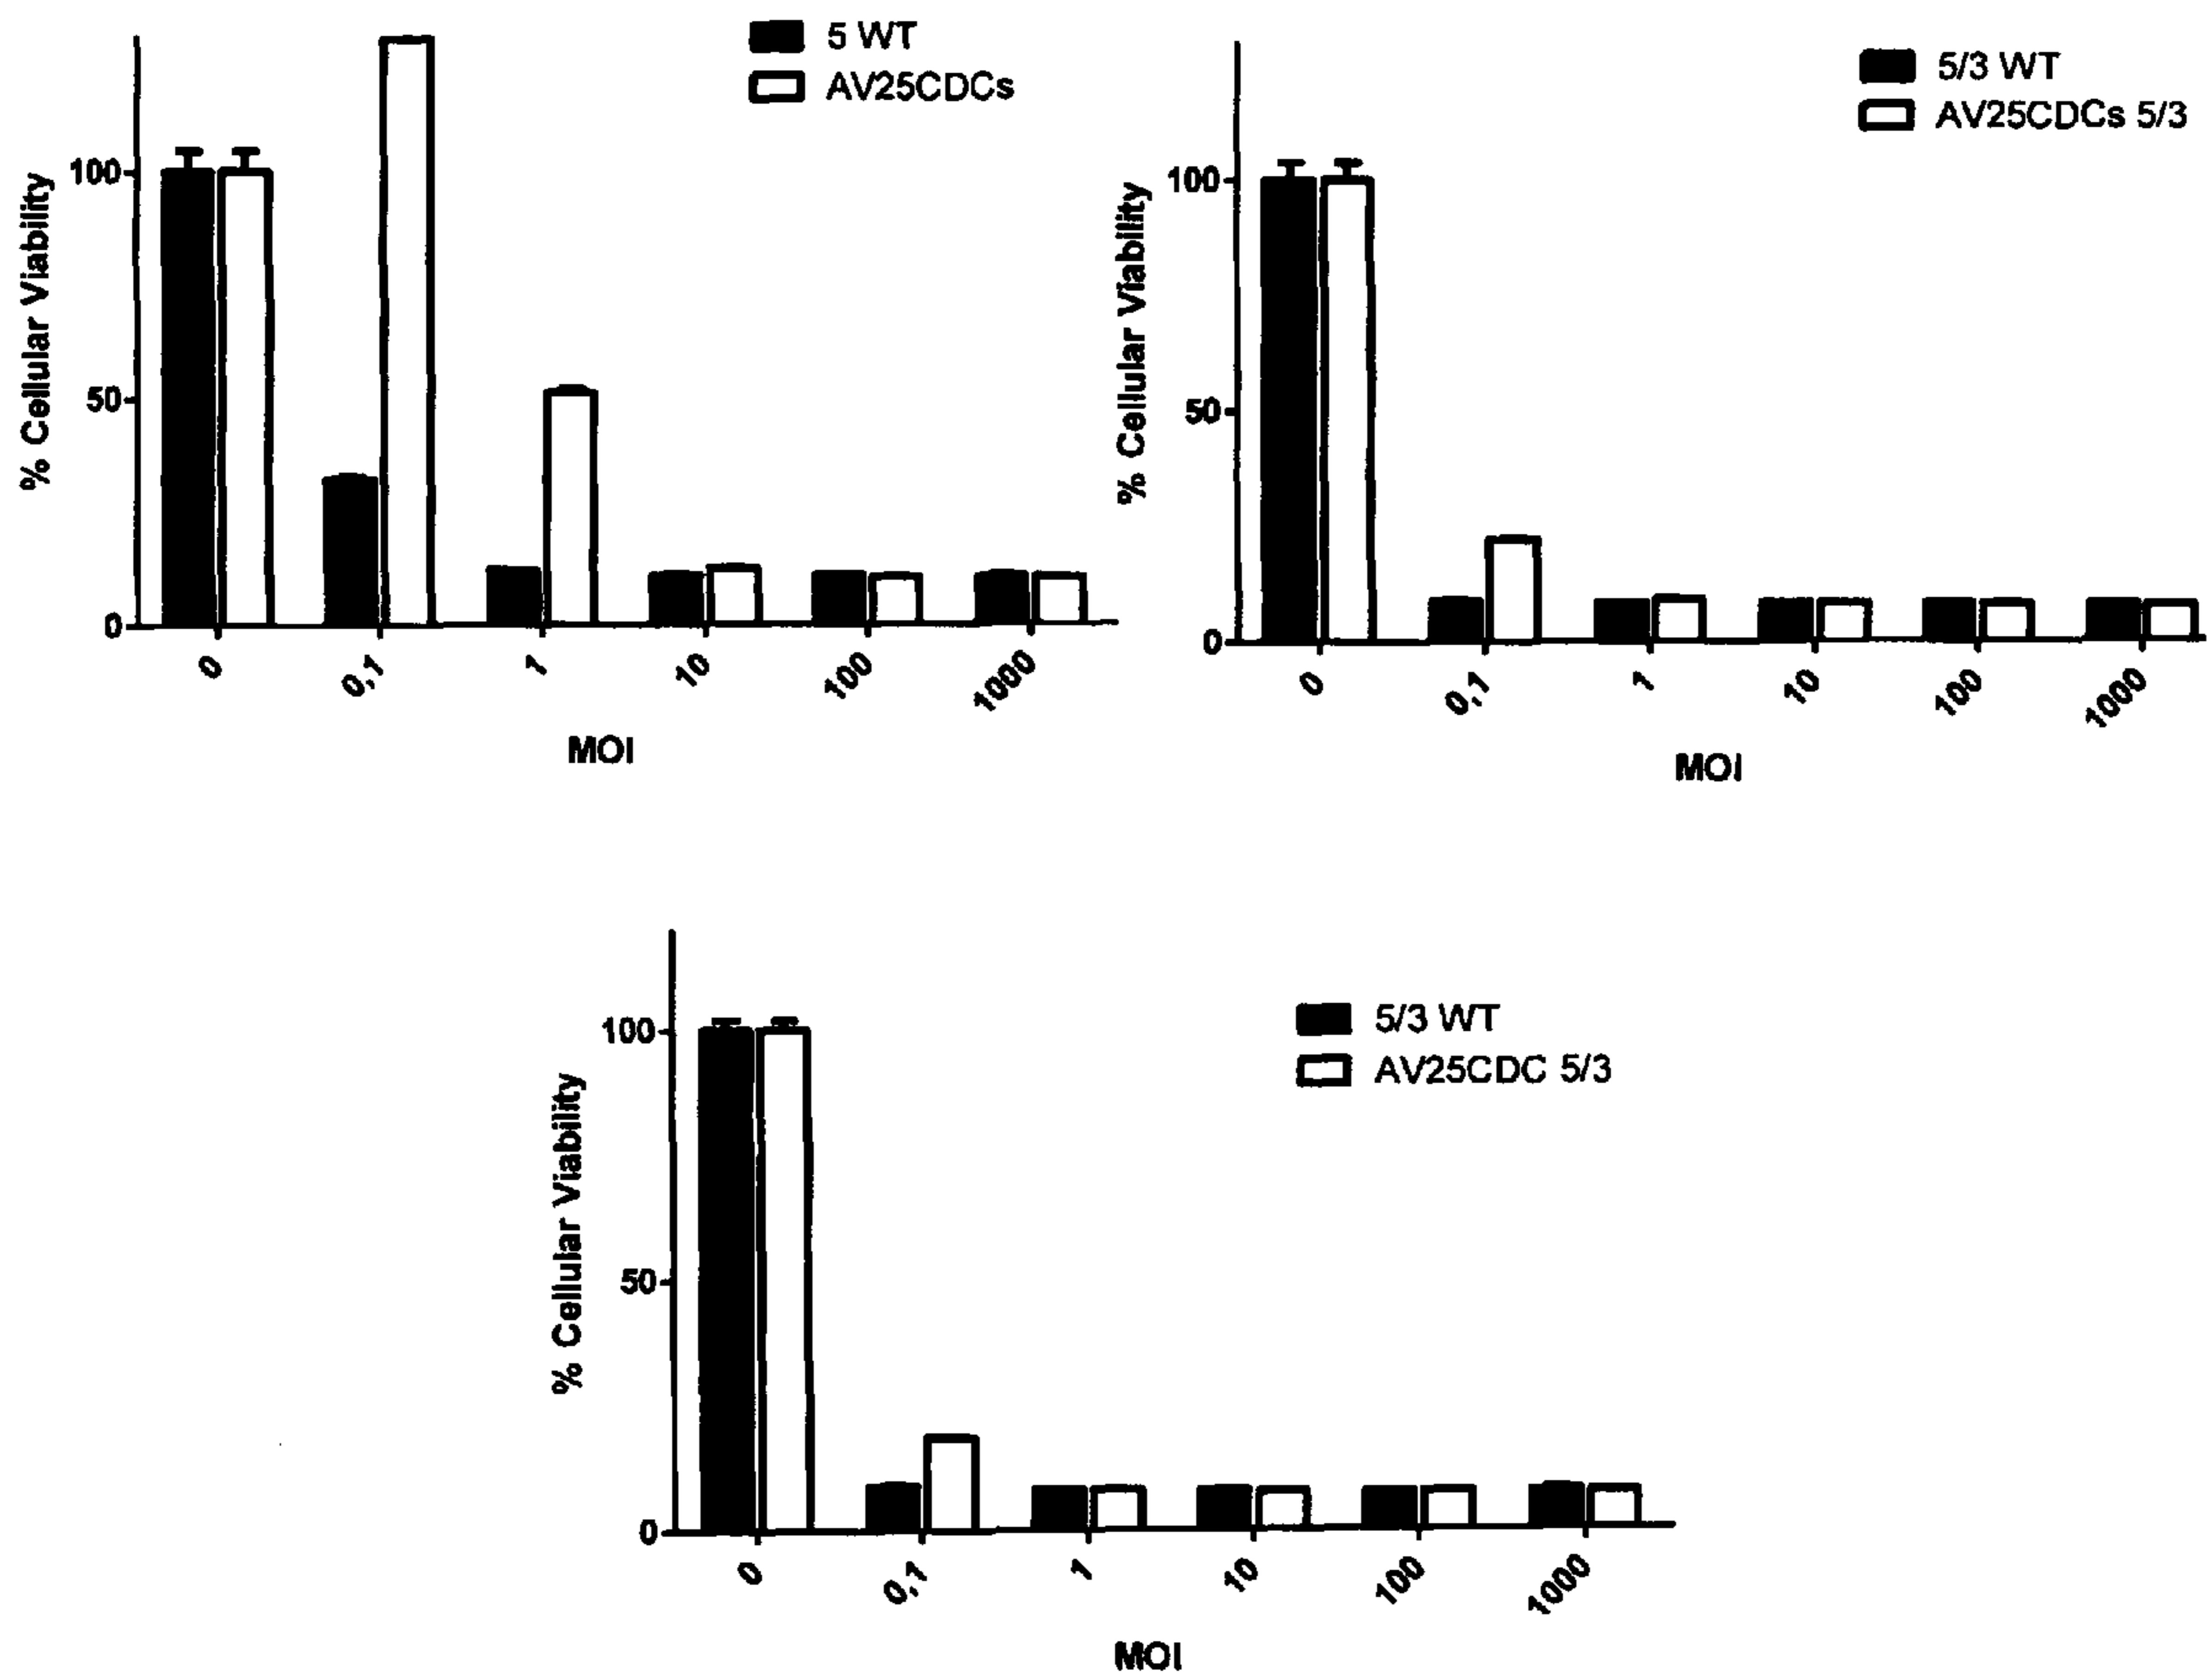 5 WT
AV25CDCs
% Cellular Viability
100
50
0
0 0,1 1 10 100 1000
MOI
5/3 WT
AV25CDCs 5/3
% Cellular Viability
100
50
0
0 0,1 1 10 100 1000
MOI
5/3 WT
AV25CDC 5/3
% Cellular Viability
100
50
0
0 0,1 1 10 100 1000
MOI